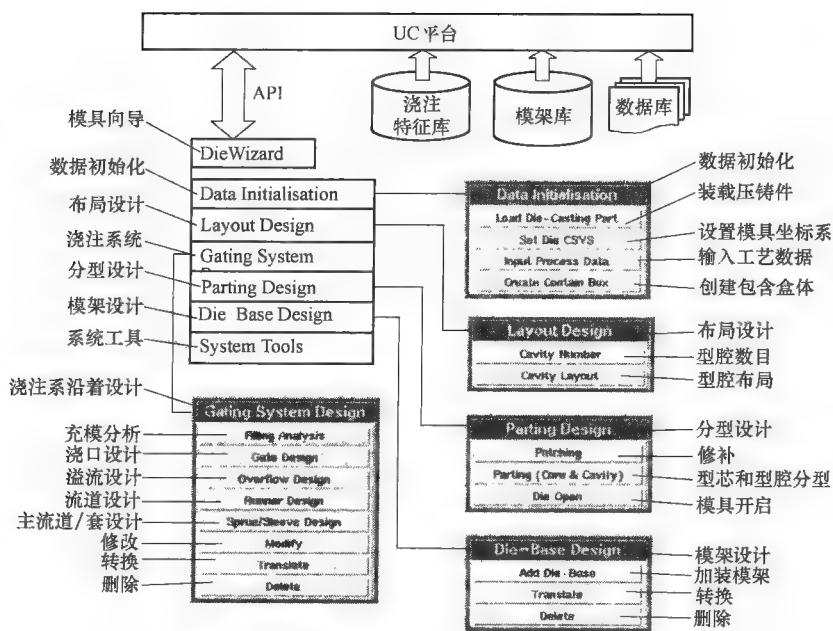 UC平台
API
浇注
特征库
模架库
数据库
模具向导
DieWizard
数据初始化
Data Initialisation
布局设计
Layout Design
浇注系统
Gating System
分型设计
Parting Design
模架设计
Die Base Design
系统工具
System Tools
数据初始化
Data Initialisation
装载压铸件
Load Die-Casting Part
设置模具坐标系
Set Die CSYS
输入工艺数据
Input Process Data
创建包含盒体
Create Contain Box
布局设计
Layout Design
型腔数目
Cavity Number
型腔布局
Cavity Layout
浇注系沿着设计
Gating System Design
充模分析
Filling Analysis
浇口设计
Gate Design
溢流设计
Overflow Design
流道设计
Runner Design
主流道/套设计
Sprue/Sleeve Design
修改
Modify
转换
Translate
删除
Delete
分型设计
Parting Design
修补
Patching
型芯和型腔分型
Parting (Core & Cavity)
模具开启
Die Open
模架设计
Die-Base Design
加装模架
Add Die-Base
转换
Translate
删除
Delete